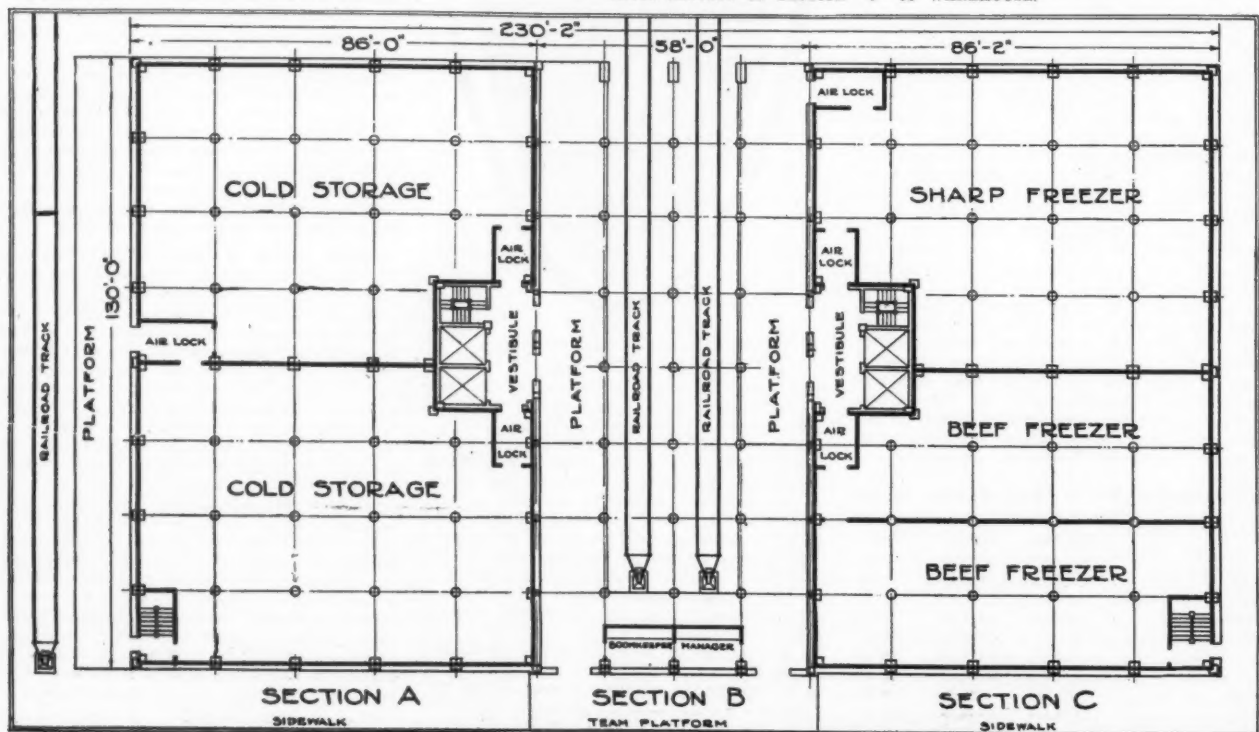 230'-2"
86'-0"
58'-0"
86'-2"
AIR LOCK
COLD STORAGE
SHARP FREEZER
AIR
LOCK
AIR
LOCK
130'-0"
RAILROAD TRACK
PLATFORM
AIR LOCK
VESTIBULE
PLATFORM
RAILROAD TRACK
RAILROAD TRACK
PLATFORM
VESTIBULE
AIR
LOCK
AIR
LOCK
BEEF FREEZER
COLD STORAGE
BEEF FREEZER
BOOKKEEPER
MANAGER
SECTION A
SECTION B
SECTION C
SIDEWALK
TEAM PLATFORM
SIDEWALK